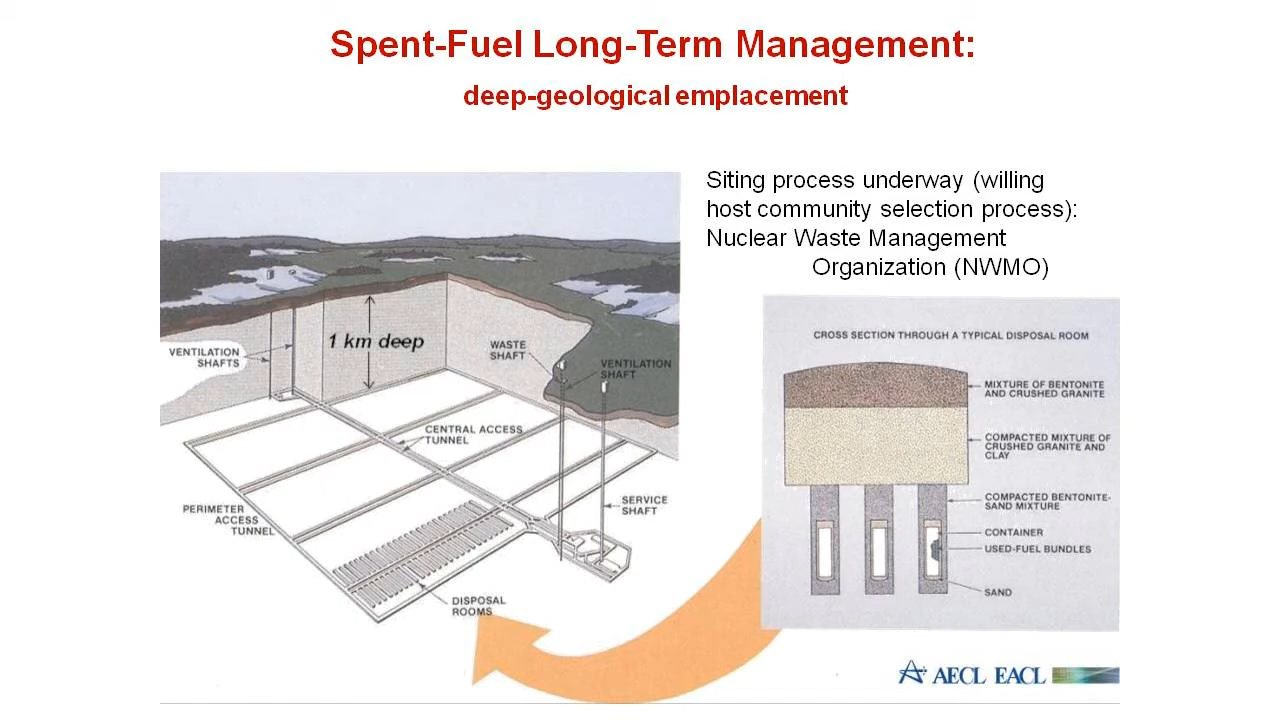 Spent-Fuel Long-Term Management:
deep-geological emplacement
Siting process underway (willing
host community selection process):
Nuclear Waste Management
Organization (NWMO)
1 km deep
VENTILATION
SHAFTS
WASTE
SHAFT
VENTILATION
SHAFT
CENTRAL ACCESS
TUNNEL
PERIMETER
ACCESS
TUNNEL
SERVICE
SHAFT
DISPOSAL
ROOMS
CROSS SECTION THROUGH A TYPICAL DISPOSAL ROOM
MIXTURE OF BENTONITE
AND CRUSHED GRANITE
COMPACTED MIXTURE OF
CRUSHED GRANITE AND
CLAY
COMPACTED BENTONITE-
SAND MIXTURE
CONTAINER
USED-FUEL BUNDLES
SAND
AECL EACL